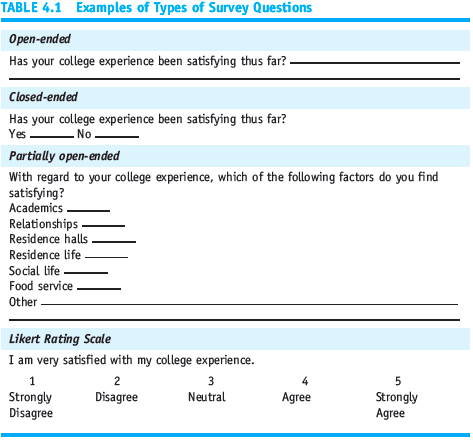 TABLE 4.1 Examples of Types of Survey Questions
Open-ended
Has your college experience been satisfying thus far?
Closed-ended
Has your college experience been satisfying thus far?
Yes No
Partially open-ended
With regard to your college experience, which of the following factors do you find
satisfying?
Academics
Relationships
Residence halls
Residence life
Social life
Food service
Other
Likert Rating Scale
I am very satisfied with my college experience.
1 2 3 4 5
Strongly Disagree Neutral Agree Strongly
Disagree Agree